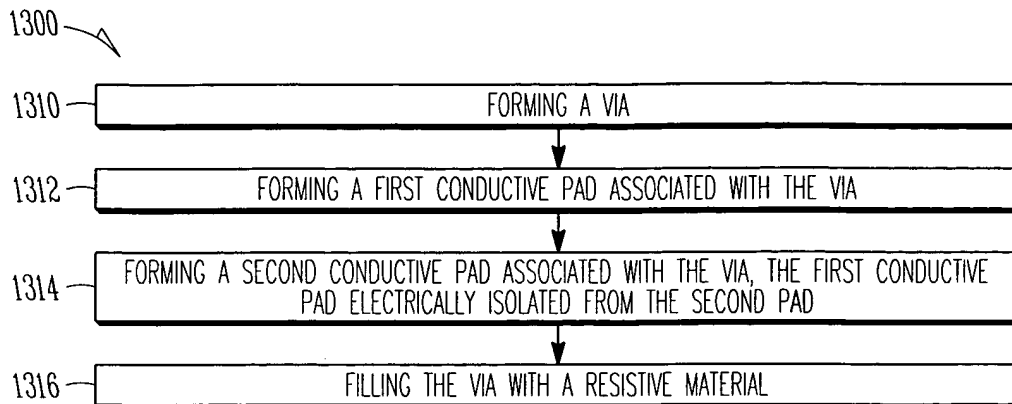 1300
1310
FORMING A VIA
1312
FORMING A FIRST CONDUCTIVE PAD ASSOCIATED WITH THE VIA
1314
FORMING A SECOND CONDUCTIVE PAD ASSOCIATED WITH THE VIA, THE FIRST CONDUCTIVE
PAD ELECTRICALLY ISOLATED FROM THE SECOND PAD
1316
FILLING THE VIA WITH A RESISTIVE MATERIAL